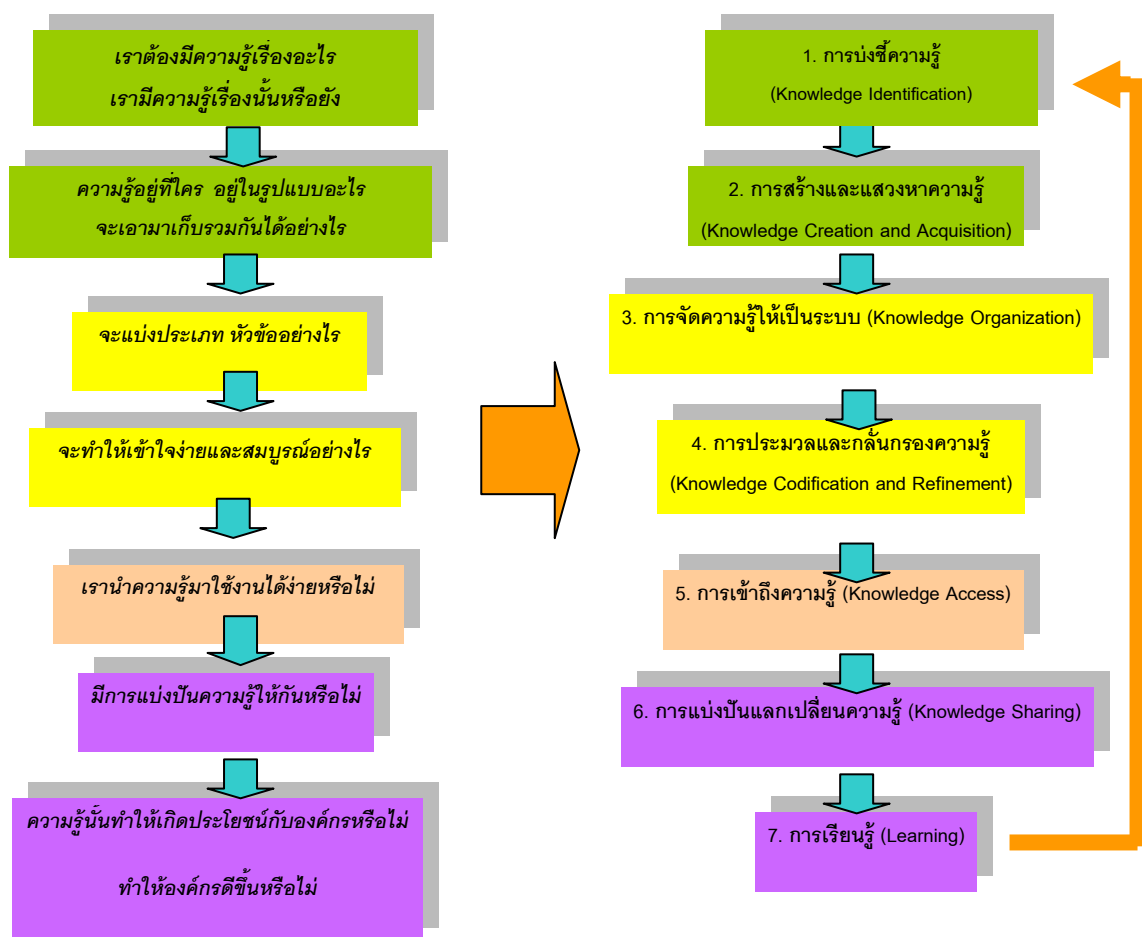 เราต้องมีความรู้เรื่องอะไร
เรามีความรู้เรื่องนั้นหรือยัง
ความรู้อยู่ที่ใคร อยู่ในรูปแบบอะไร
จะเอามาเก็บรวมกันได้อย่างไร
จะแบ่งประเภท หัวข้ออย่างไร
จะทำให้เข้าใจง่ายและสมบูรณ์อย่างไร
เรานำความรู้มาใช้งานได้ง่ายหรือไม่
มีการแบ่งปันความรู้ให้กันหรือไม่
ความรู้นั้นทำให้เกิดประโยชน์กับองค์กรหรือไม่
ทำให้องค์กรดีขึ้นหรือไม่
1. การบ่งชี้ความรู้
(Knowledge Identification)
2. การสร้างและแสวงหาความรู้
(Knowledge Creation and Acquisition)
3. การจัดความรู้ให้เป็นระบบ (Knowledge Organization)
4. การประมวลและกลั่นกรองความรู้
(Knowledge Codification and Refinement)
5. การเข้าถึงความรู้ (Knowledge Access)
6. การแบ่งปันแลกเปลี่ยนความรู้ (Knowledge Sharing)
7. การเรียนรู้ (Learning)